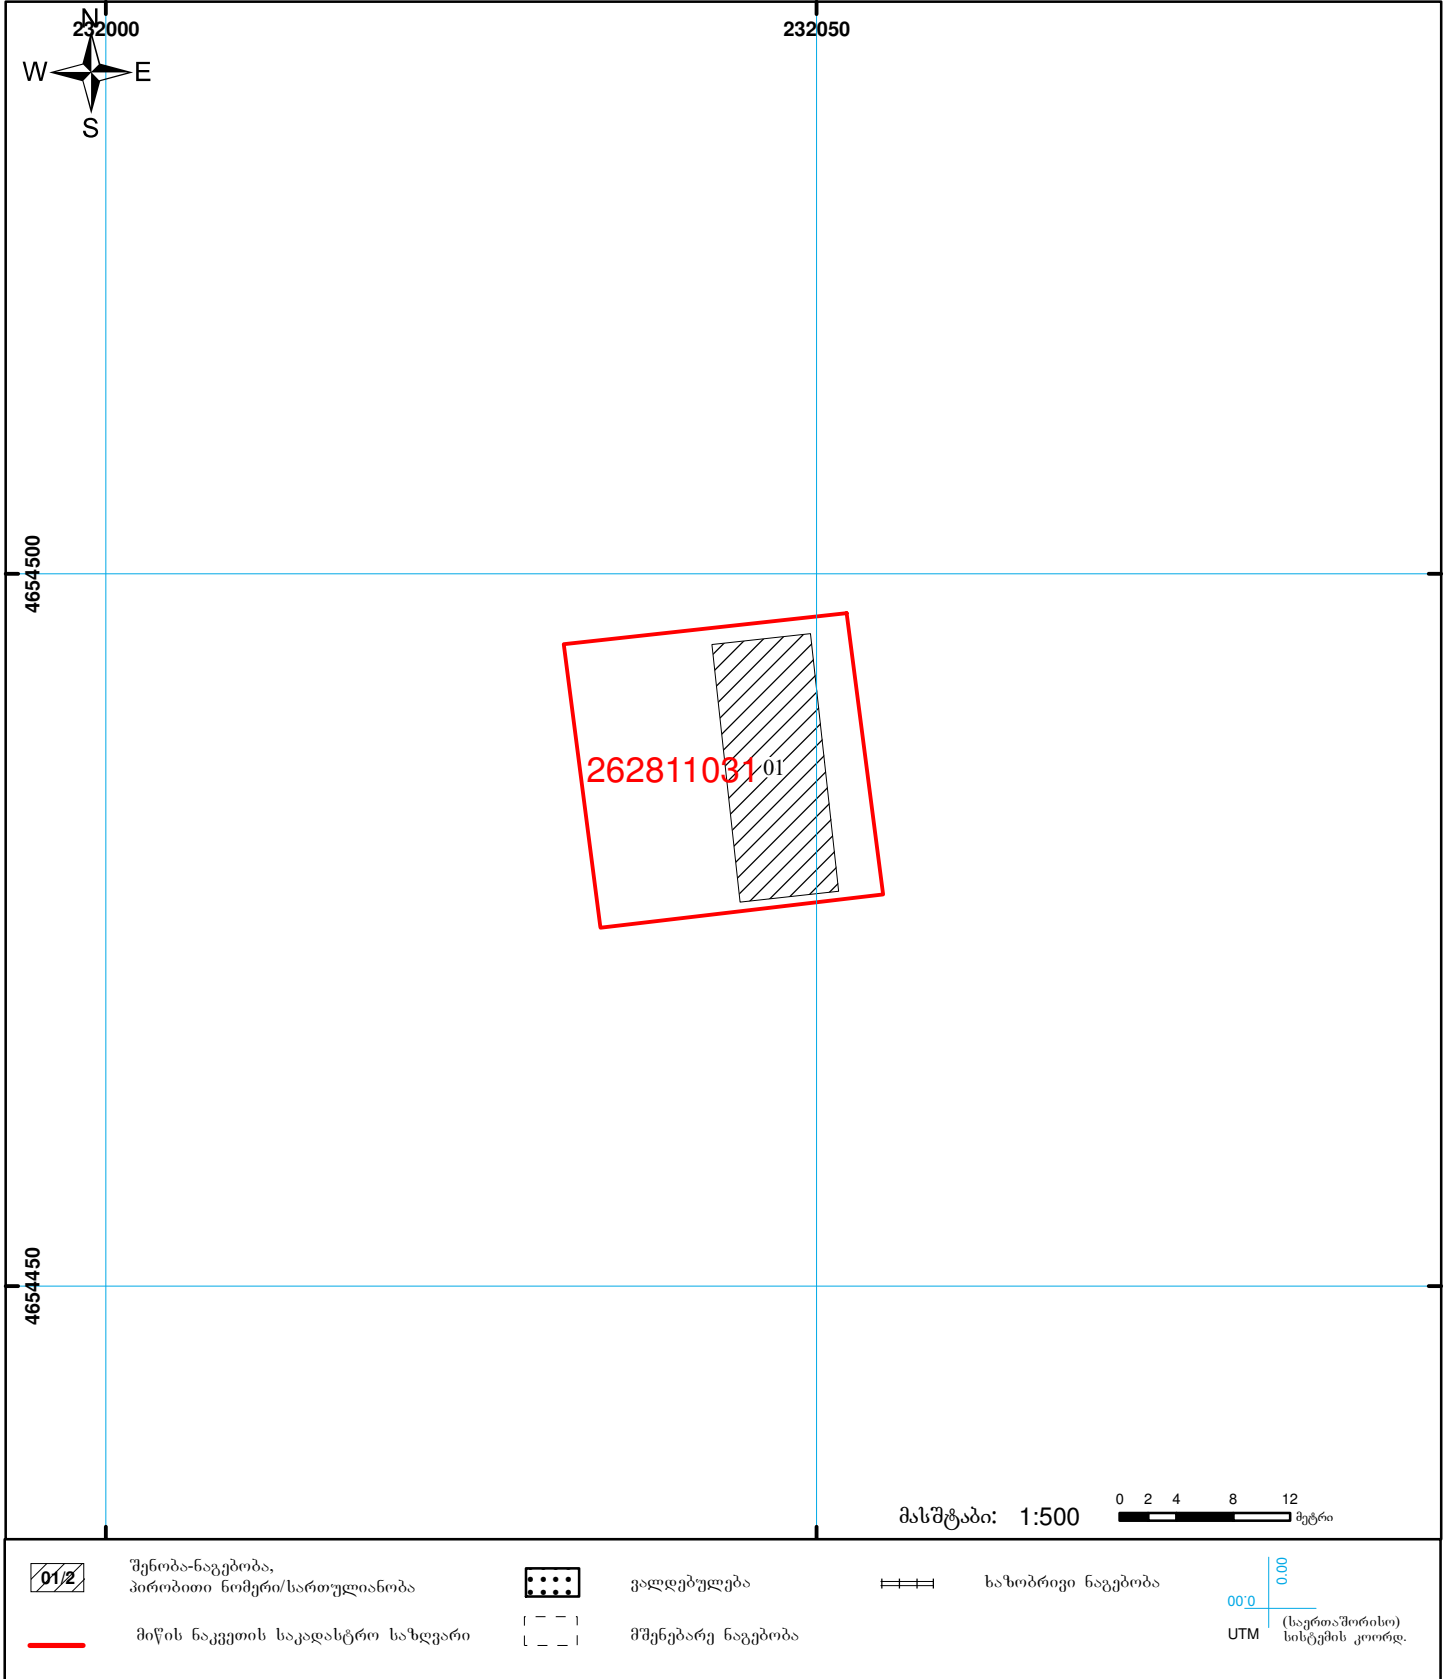 N
232000
232050
W
E
S
4654500
262811031
01
4654450
მასშტაბი: 1:500
0 2 4 8 12
მეტრი
01/2
შენობა-ნაგებობა,
პირობითი ნომერი/სართულიანობა
ვალდებულება
ხაზობრივი ნაგებობა
00.0
00.0
მიწის ნაკვეთის საკადასტრო საზღვარი
მშენებარე ნაგებობა
UTM
(საერთაშორისო)
სისტემის კოორდ.